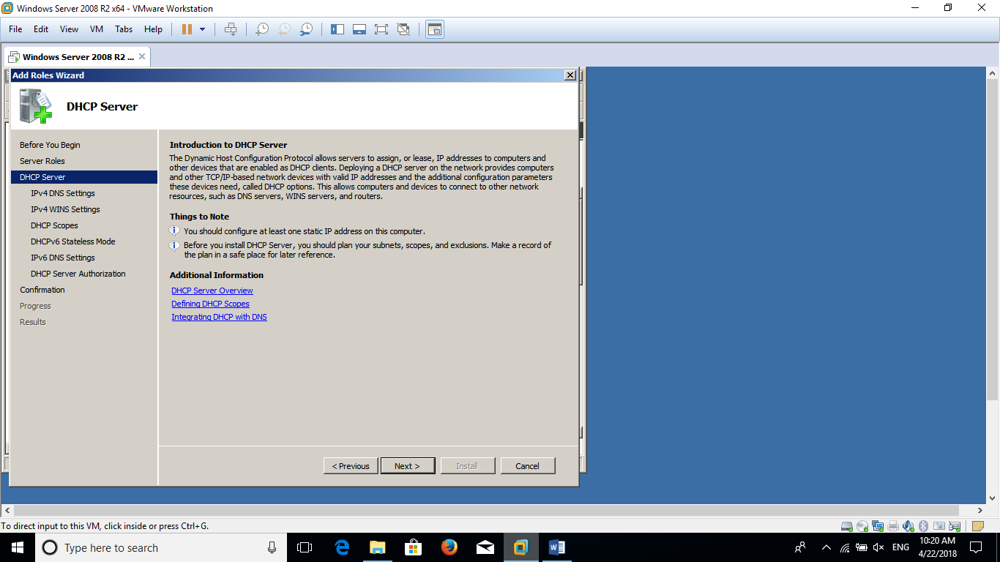 Windows Server 2008 R2 x64 - VMware Workstation
File Edit View VM Tabs Help
Windows Server 2008 R2 ...
Add Roles Wizard
DHCP Server
Before You Begin
Server Roles
DHCP Server
IPv4 DNS Settings
IPv4 WINS Settings
DHCP Scopes
DHCPv6 Stateless Mode
IPv6 DNS Settings
DHCP Server Authorization
Confirmation
Progress
Results
Introduction to DHCP Server
The Dynamic Host Configuration Protocol allows servers to assign, or lease, IP addresses to computers and
other devices that are enabled as DHCP clients. Deploying a DHCP server on the network provides computers
and other TCP/IP-based network devices with valid IP addresses and the additional configuration parameters
these devices need, called DHCP options. This allows computers and devices to connect to other network
resources, such as DNS servers, WINS servers, and routers.
Things to Note
You should configure at least one static IP address on this computer.
Before you install DHCP Server, you should plan your subnets, scopes, and exclusions. Make a record of
the plan in a safe place for later reference.
Additional Information
DHCP Server Overview
Defining DHCP Scopes
Integrating DHCP with DNS
< Previous Next > Install Cancel
To direct input to this VM, click inside or press Ctrl+G.
Type here to search
ENG
10:20 AM
4/22/2018